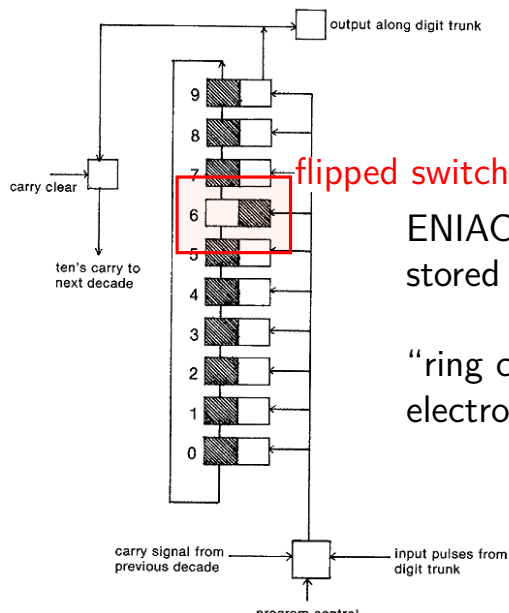 output along digit trunk
9
8
7
flipped switch
carry clear
6
ENIAC
5
stored
ten's carry to
next decade
4
3
"ring
2
electro
1
0
carry signal from
previous decade
input pulses from
digit trunk